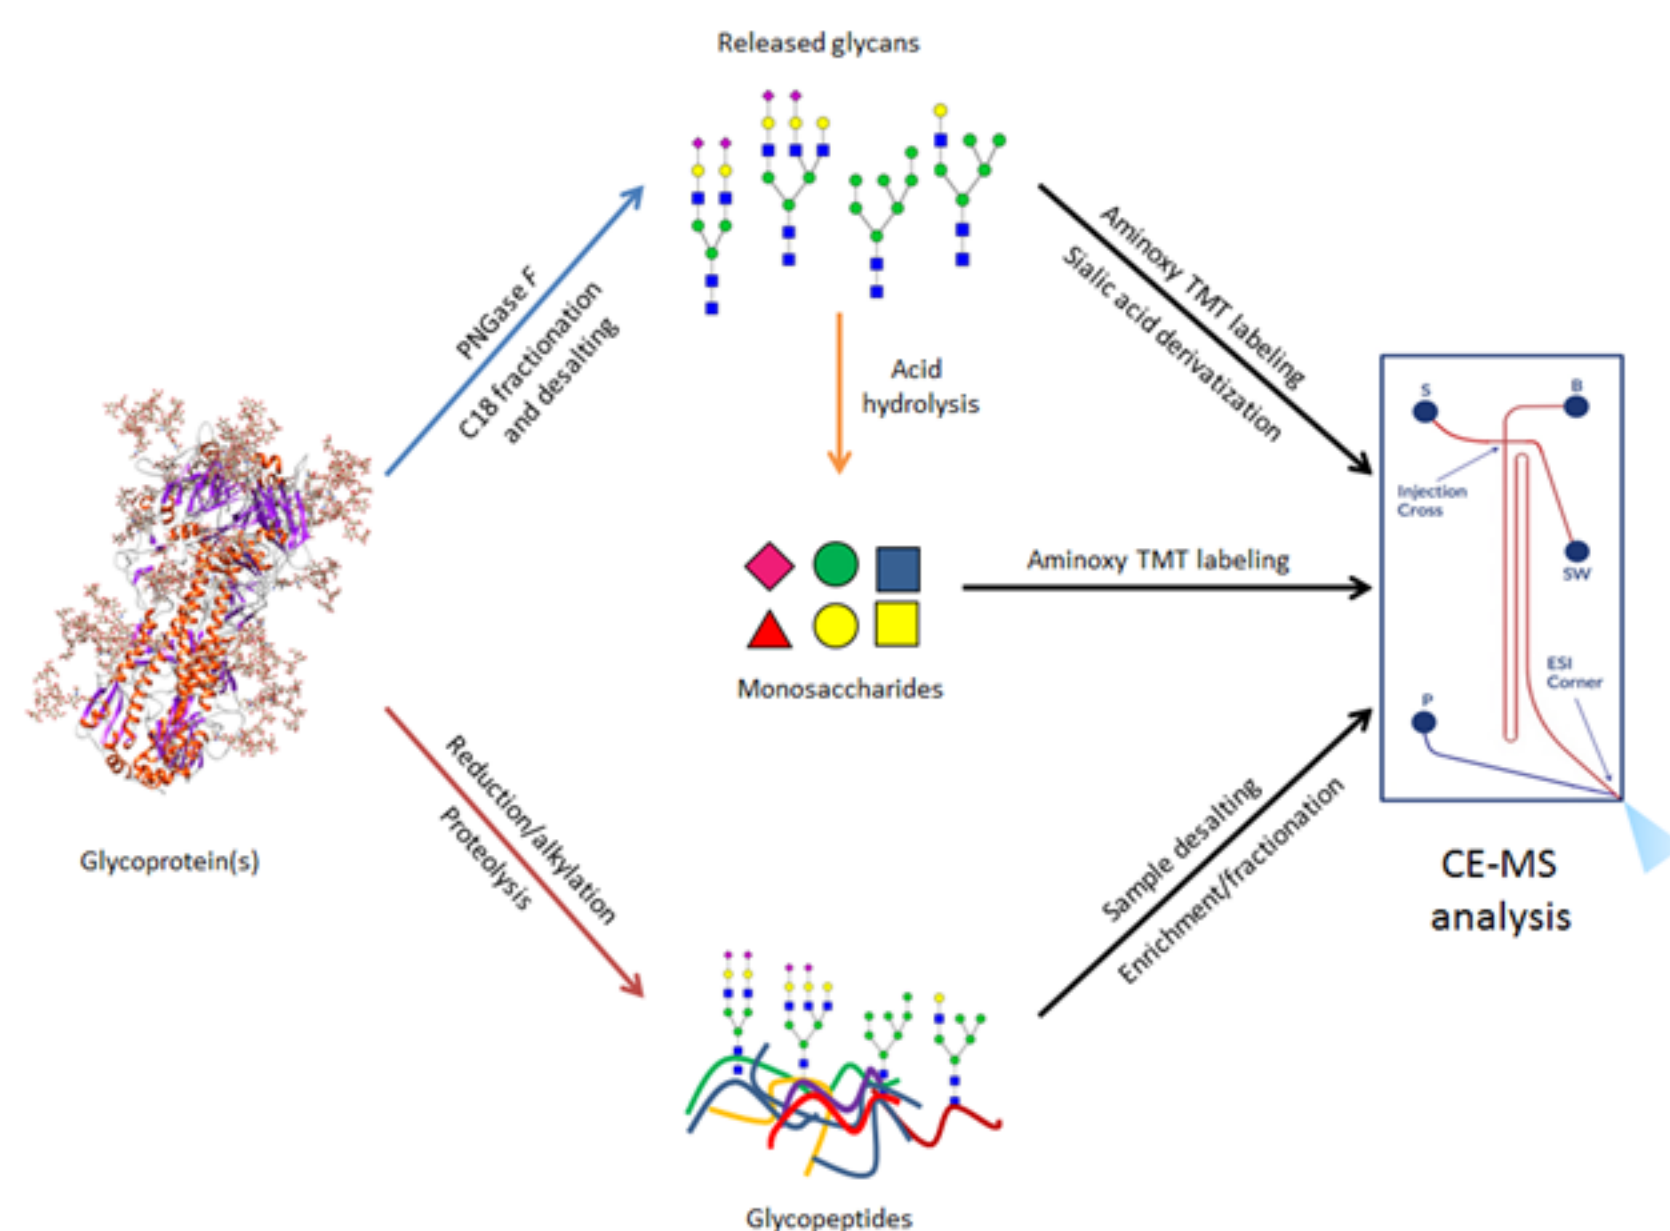 Released glycans
PNGase F
C18 fractionation
and desalting
Aminoxy TMT labeling
Sialic acid derivatization
Acid
hydrolysis
S
B
Injection
Cross
SW
Aminoxy TMT labeling
Monosaccharides
ESI
Corner
P
Reduction/alkylation
Proteolysis
Sample desalting
Enrichment/fractionation
Glycoprotein(s)
CE-MS
analysis
Glycopeptides